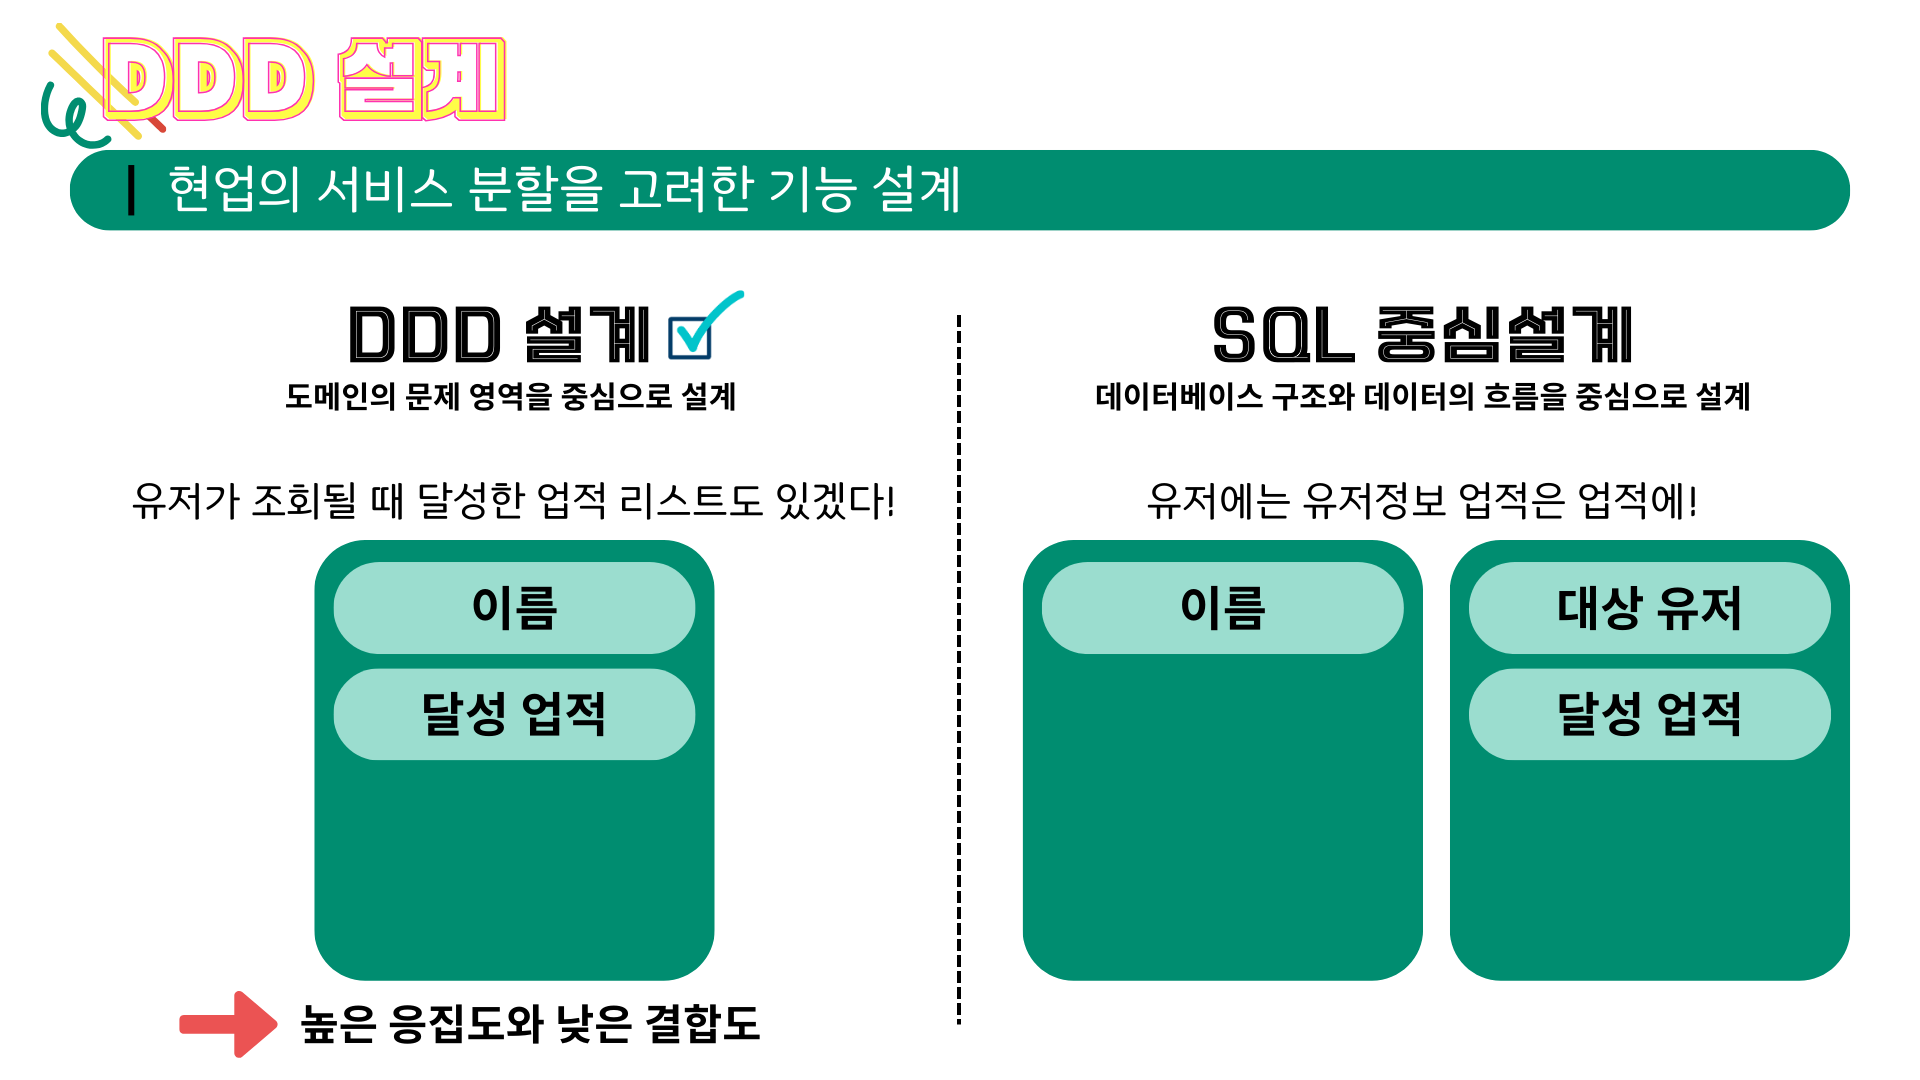 DDD 설계
현업의 서비스 분할을 고려한 기능 설계
DDD 설계
도메인의 문제 영역을 중심으로 설계
유저가 조회될 때 달성한 업적 리스트도 있겠다!
이름
달성 업적
높은 응집도와 낮은 결합도
SQL 중심설계
데이터베이스 구조와 데이터의 흐름을 중심으로 설계
유저에는 유저정보 업적은 업적에!
이름
대상 유저
달성 업적